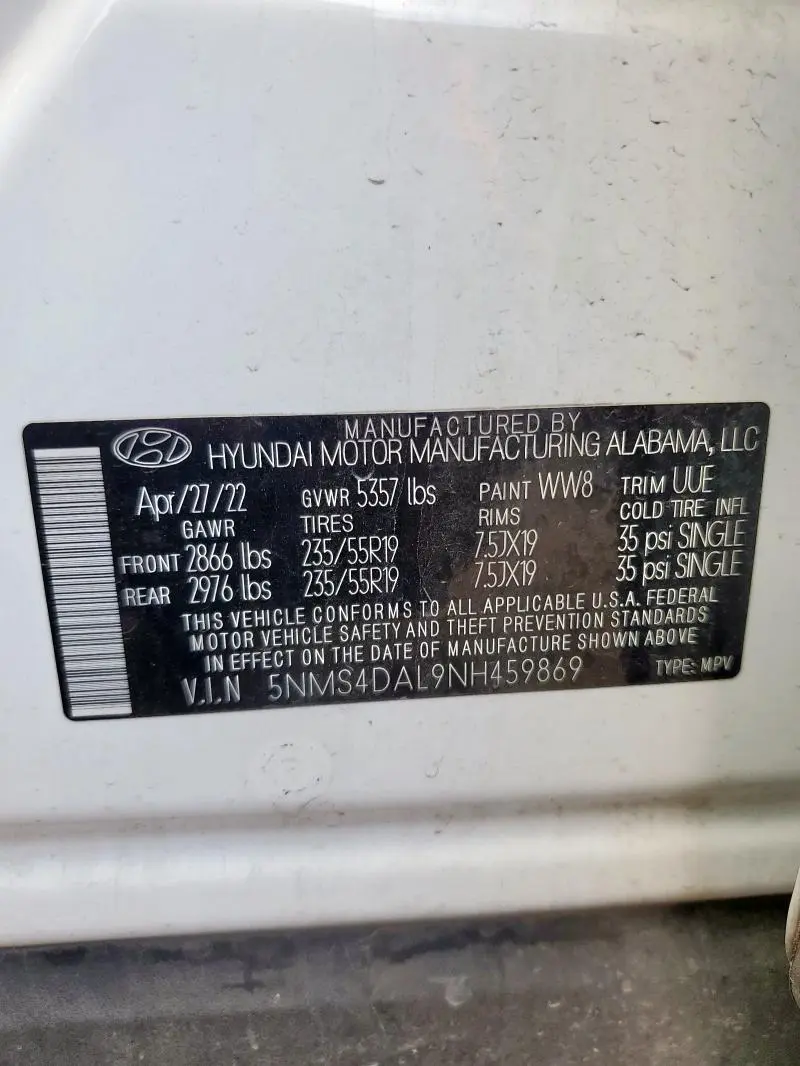 MANUFACTURED BY
HYUNDAI MOTOR MANUFACTURING ALABAMA, LLC
Apr/27/22 GVWR 5357 lbs PAINT WW8 TRIM UUE
GAWR TIRES RIMS COLD TIRE INFL
FRONT 2866 lbs 235/55R19 7.5JX19 35 psi SINGLE
REAR 2976 lbs 235/55R19 7.5JX19 35 psi SINGLE
THIS VEHICLE CONFORMS TO ALL APPLICABLE U.S.A. FEDERAL
MOTOR VEHICLE SAFETY AND THEFT PREVENTION STANDARDS
IN EFFECT ON THE DATE OF MANUFACTURE SHOWN ABOVE
V.I.N 5NMS4DAL9NH459869 TYPE: MPV